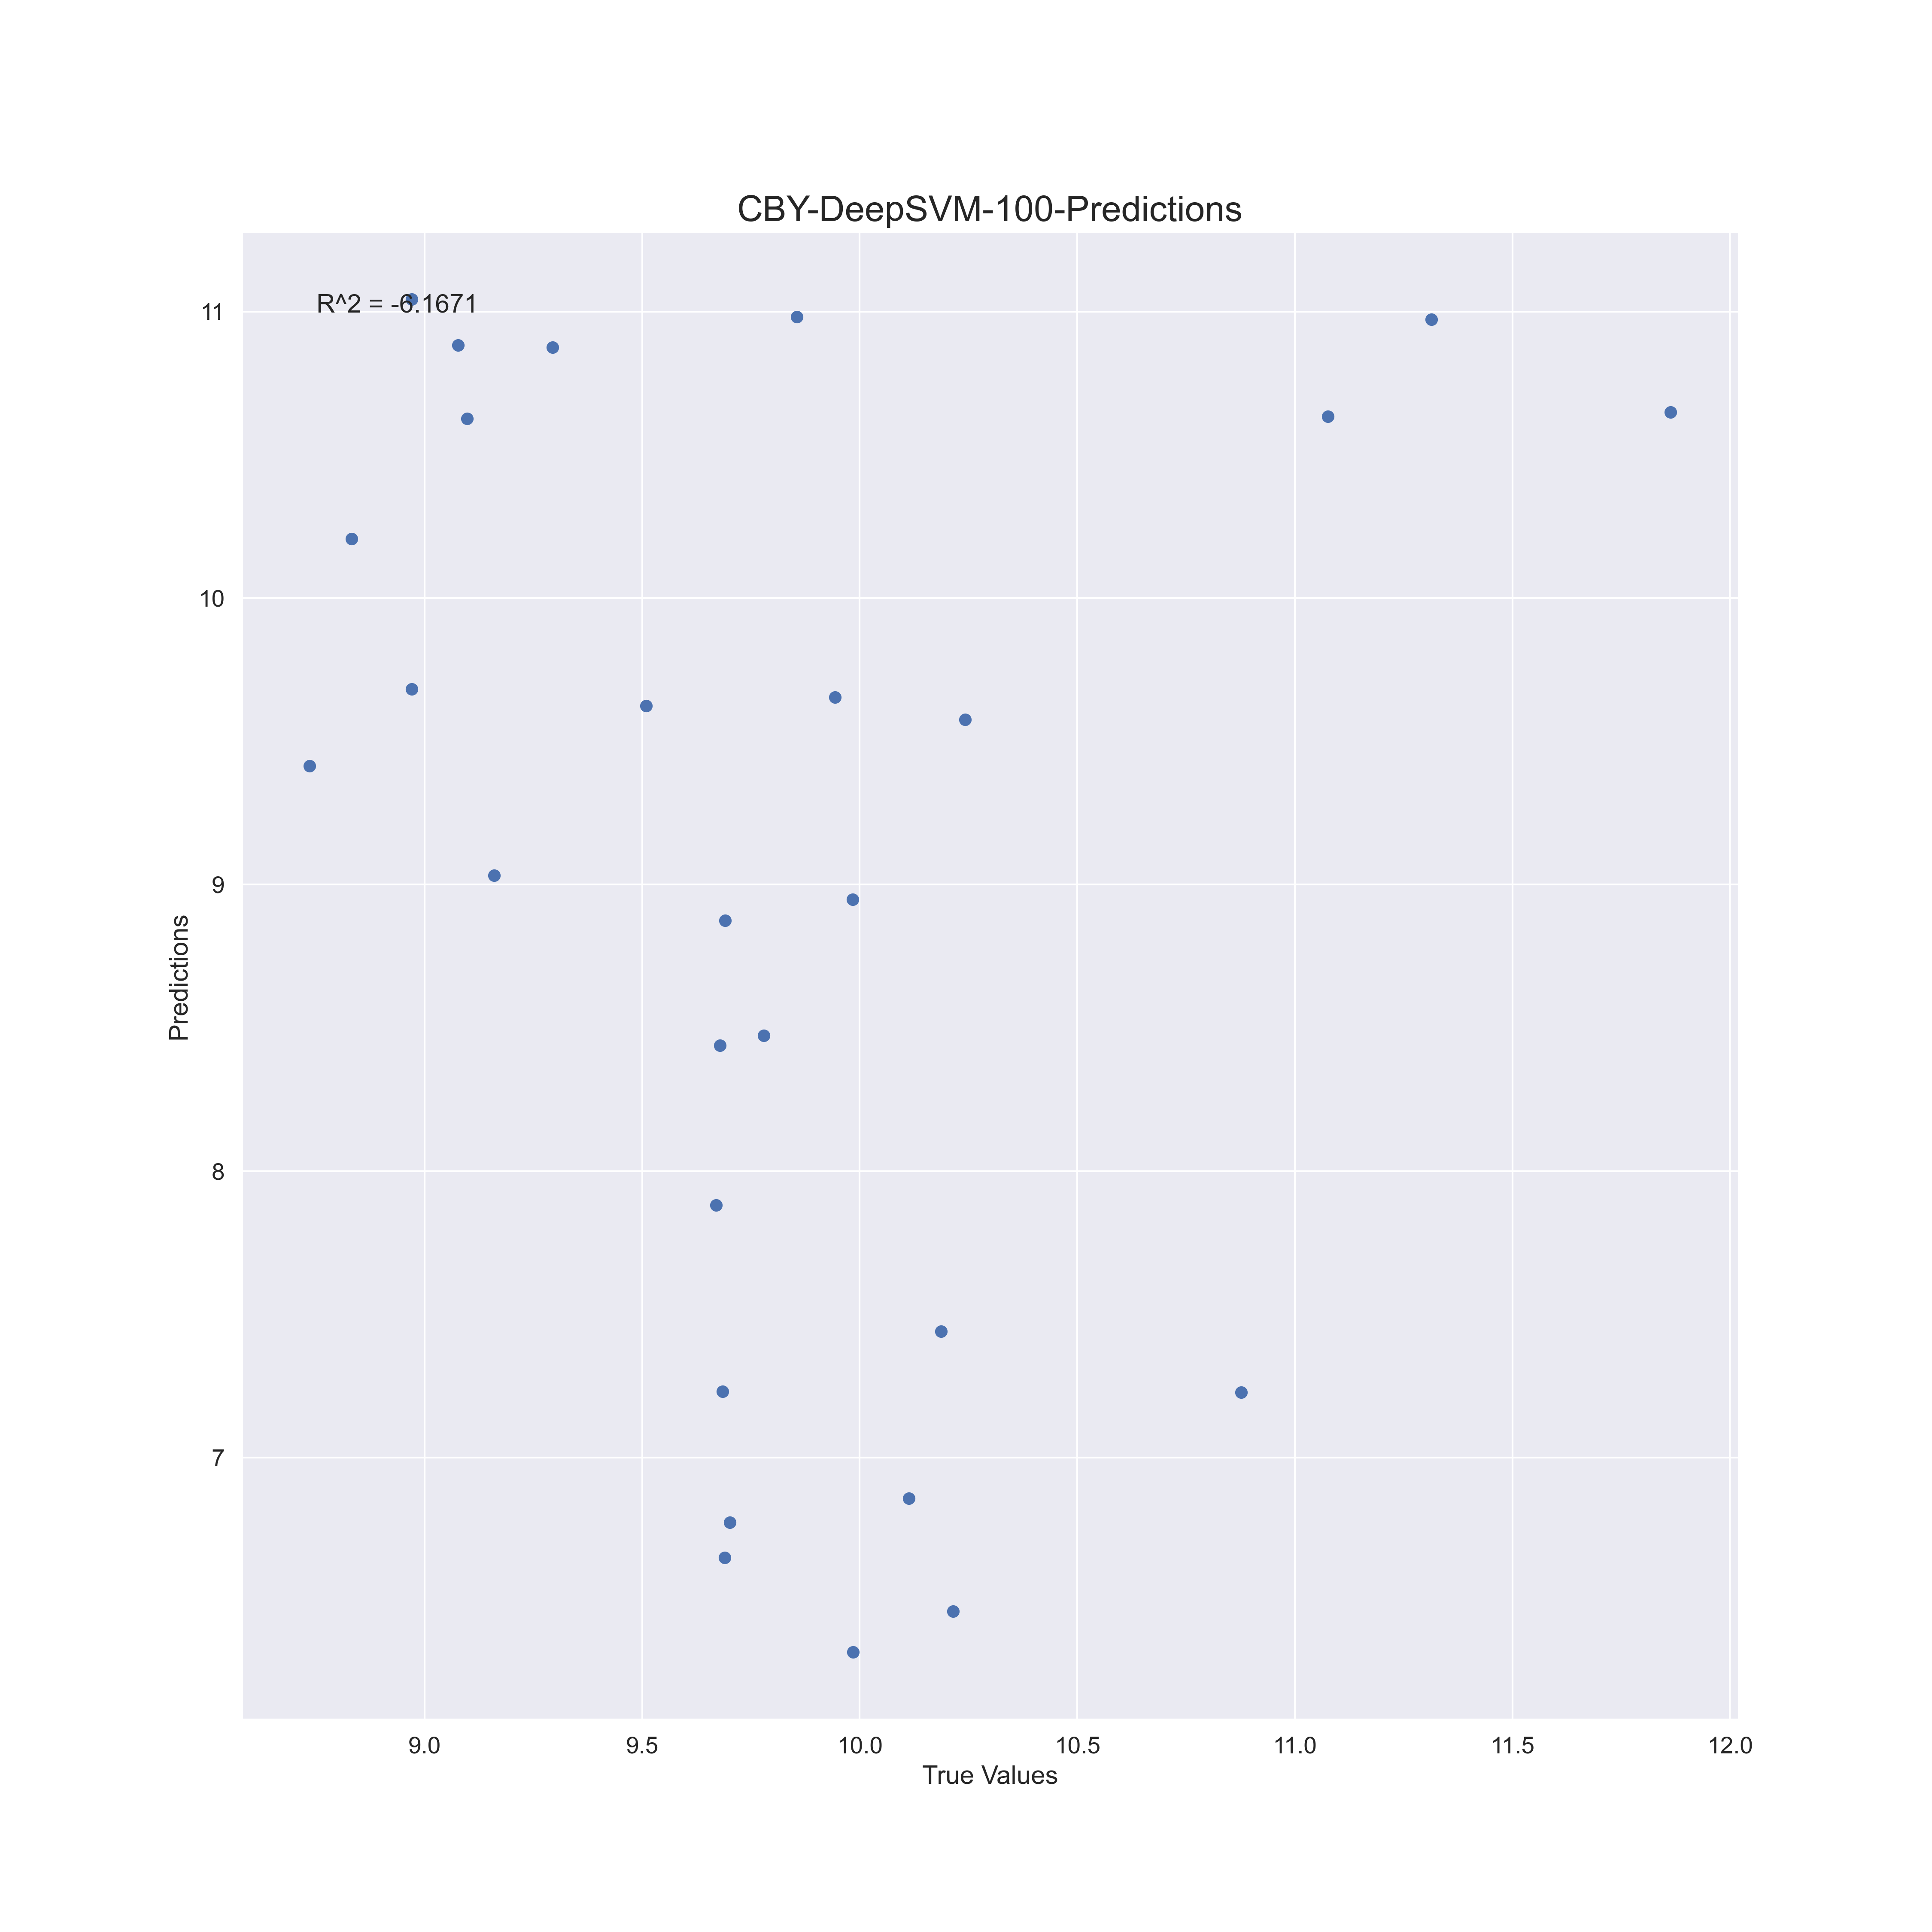 CBY-DeepSVM-100-Predictions
R^2 = -6.1671
11
10
9
8
7
Predictions
9.0 9.5 10.0 10.5 11.0 11.5 12.0
True Values